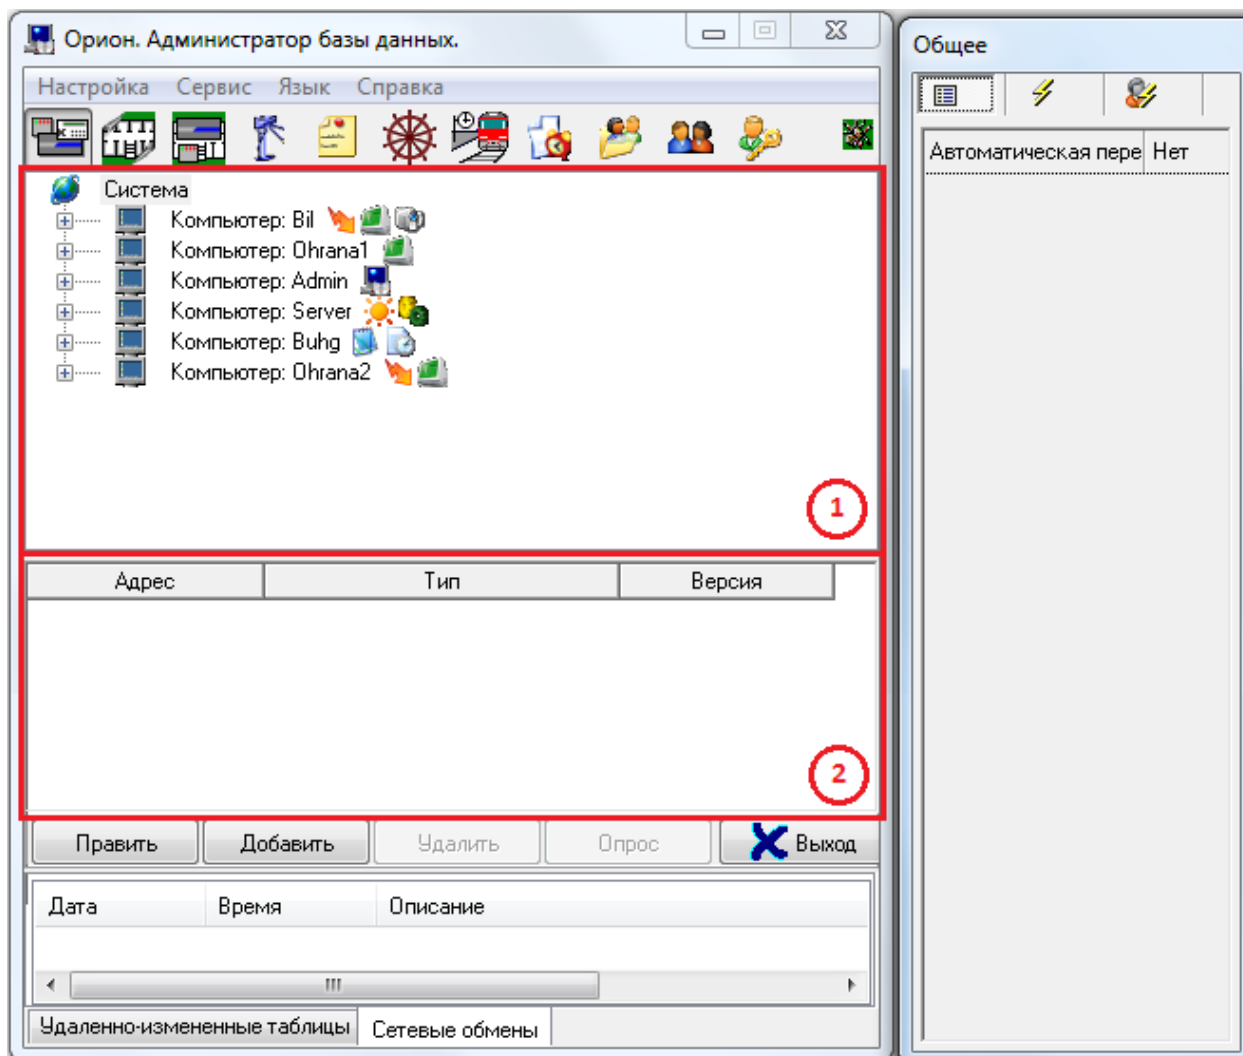 Орион. Администратор базы данных.
Настройка Сервис Язык Справка
Система
Компьютер: Bil
Компьютер: Ohrana1
Компьютер: Admin
Компьютер: Server
Компьютер: Buhg
Компьютер: Ohrana2
1
Адрес Тип Версия
2
Править Добавить Удалить Опрос Выход
Дата Время Описание
Удаленно-измененные таблицы Сетевые обмены
Общее
Автоматическая пере Нет